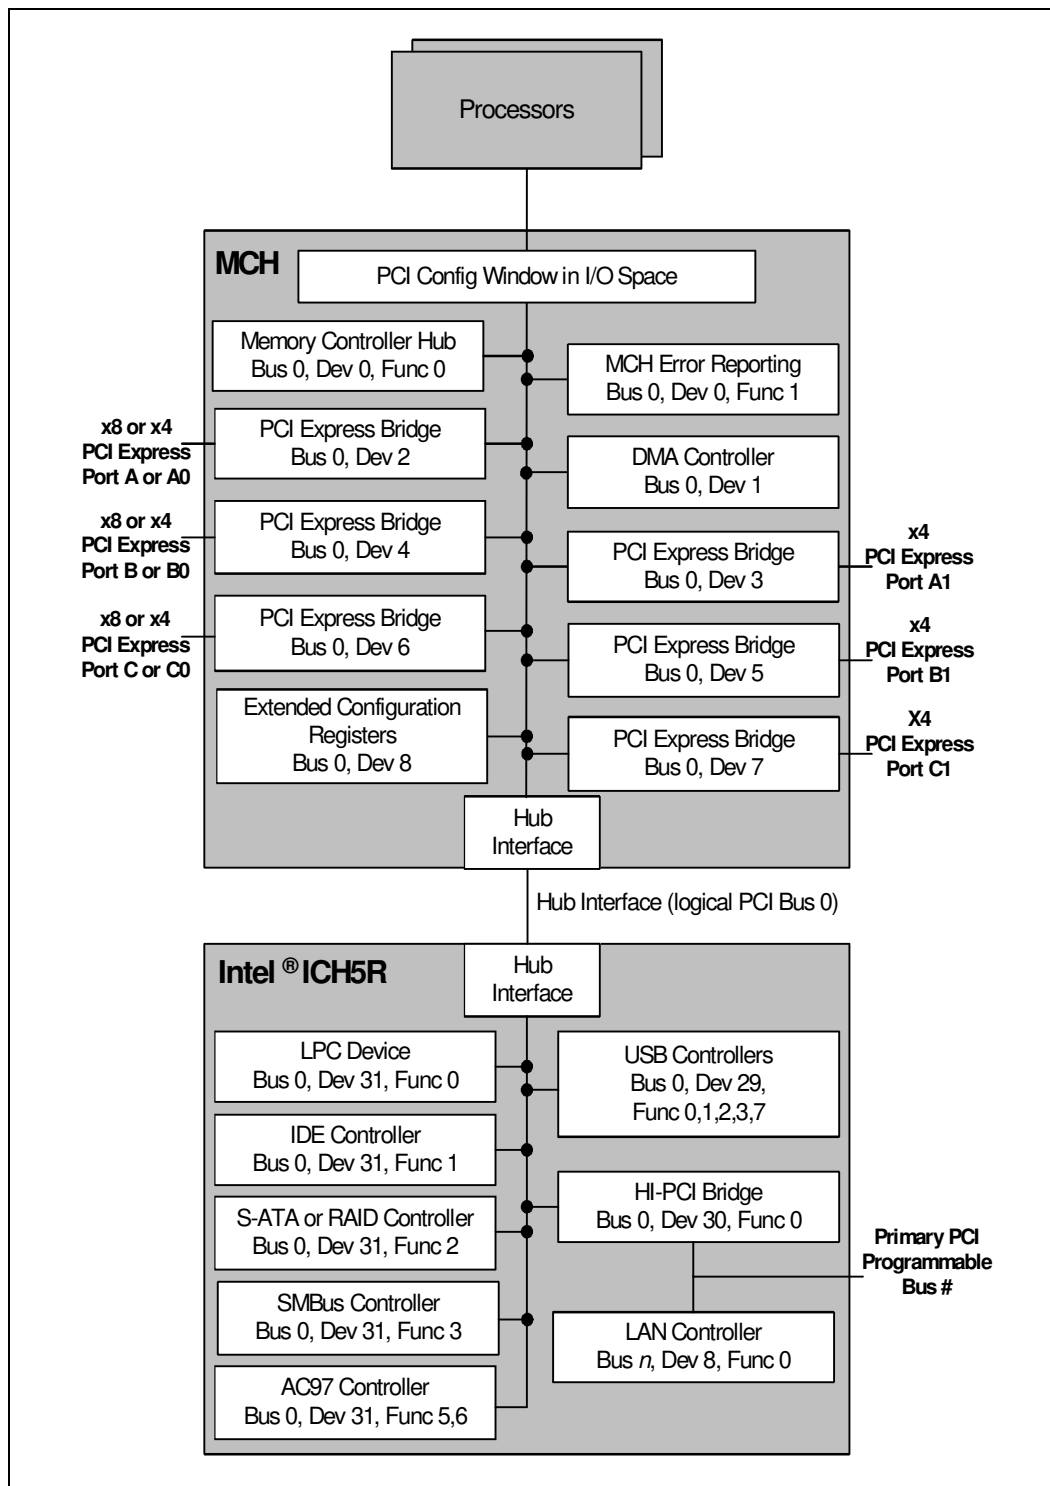 Processors
MCH
PCI Config Window in I/O Space
Memory Controller Hub
Bus 0, Dev 0, Func 0
MCH Error Reporting
Bus 0, Dev 0, Func 1
x8 or x4
PCI Express
Port A or A0
PCI Express Bridge
Bus 0, Dev 2
DMA Controller
Bus 0, Dev 1
x8 or x4
PCI Express
Port B or B0
PCI Express Bridge
Bus 0, Dev 4
PCI Express Bridge
Bus 0, Dev 3
x4
PCI Express
Port A1
x8 or x4
PCI Express
Port C or C0
PCI Express Bridge
Bus 0, Dev 6
PCI Express Bridge
Bus 0, Dev 5
x4
PCI Express
Port B1
Extended Configuration
Registers
Bus 0, Dev 8
PCI Express Bridge
Bus 0, Dev 7
X4
PCI Express
Port C1
Hub
Interface
Hub Interface (logical PCI Bus 0)
Intel ® ICH5R
Hub
Interface
LPC Device
Bus 0, Dev 31, Func 0
USB Controllers
Bus 0, Dev 29,
Func 0,1,2,3,7
IDE Controller
Bus 0, Dev 31, Func 1
HI-PCI Bridge
Bus 0, Dev 30, Func 0
S-ATA or RAID Controller
Bus 0, Dev 31, Func 2
Primary PCI
Programmable
Bus #
SMBus Controller
Bus 0, Dev 31, Func 3
LAN Controller
Bus n, Dev 8, Func 0
AC97 Controller
Bus 0, Dev 31, Func 5,6